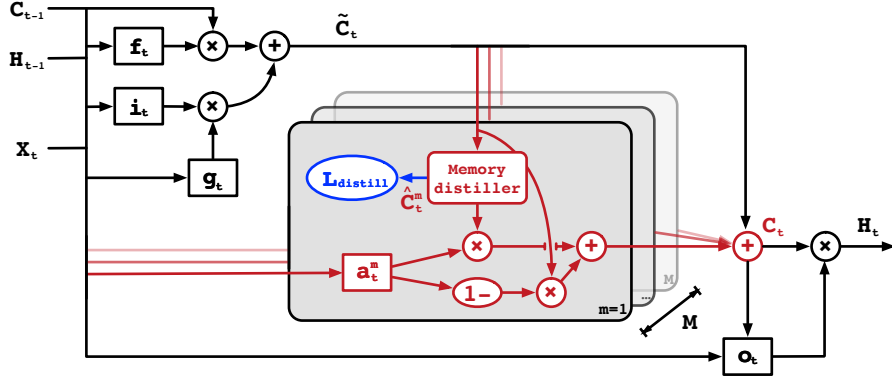 C_{t-1}
f_t
×
+
C̃_t
H_{t-1}
i_t
×
X_t
g_t
L_{distill}
Memory
distiller
Ĉ_t^m
a_t^m
×
+
1-
×
m=1
...
M
M
C_t
+
×
H_t
o_t